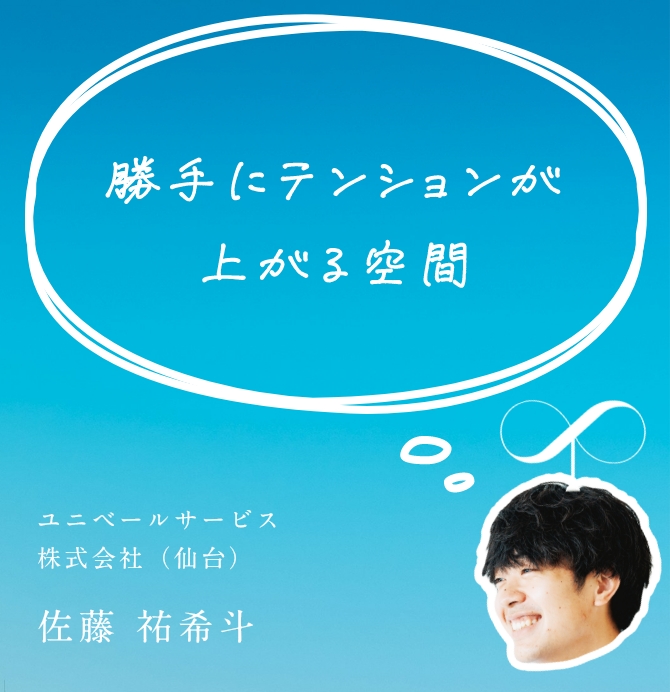 勝手にテンションが
上がる空間
ユニベールサービス
株式会社（仙台）
佐藤 祐希斗